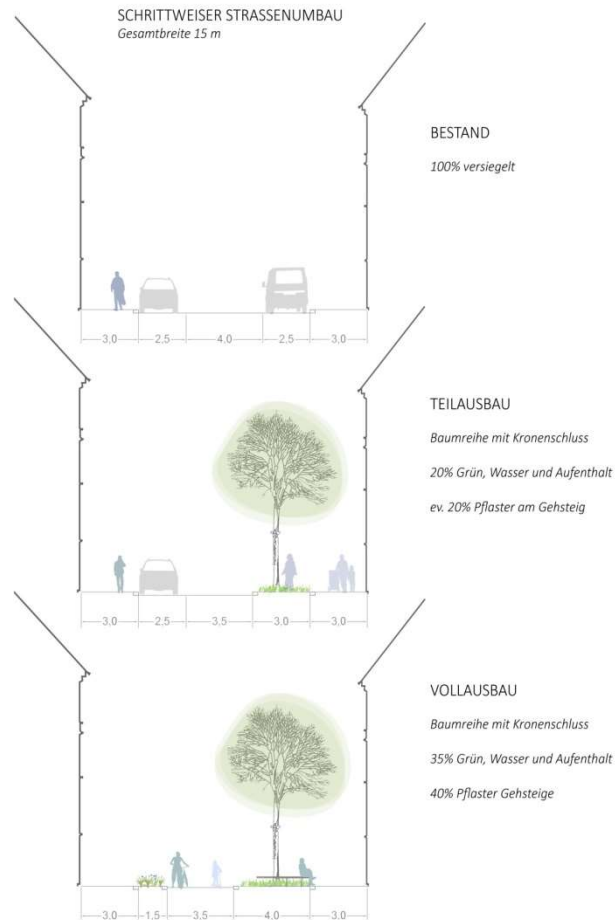 SCHRITTWEISER STRASSENUMBAU
Gesamtbreite 15 m
BESTAND
100% versiegelt
3,0 2,5 4,0 2,5 3,0
TEILAUSBAU
Baumreihe mit Kronenschluss
20% Grün, Wasser und Aufenthalt
ev. 20% Pflaster am Gehsteig
3,0 2,5 3,5 3,0 3,0
VOLLAUSBAU
Baumreihe mit Kronenschluss
35% Grün, Wasser und Aufenthalt
40% Pflaster Gehsteige
3,0 1,5 3,5 4,0 3,0